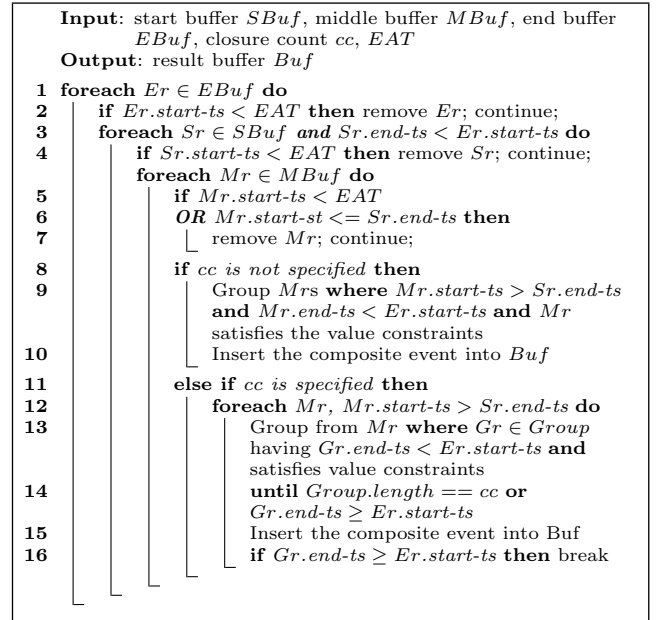 Input: start buffer SBuf, middle buffer MBuf, end buffer
EBuf, closure count cc, EAT
Output: result buffer Buf
1 foreach Er ∈ EBuf do
2 if Er.start-ts < EAT then remove Er; continue;
3 foreach Sr ∈ SBuf and Sr.end-ts < Er.start-ts do
4 if Sr.start-ts < EAT then remove Sr; continue;
foreach Mr ∈ MBuf do
5 if Mr.start-ts < EAT
6 OR Mr.start-st <= Sr.end-ts then
7 remove Mr; continue;
8 if cc is not specified then
9 Group Mrs where Mr.start-ts > Sr.end-ts
and Mr.end-ts < Er.start-ts and Mr
satisfies the value constraints
10 Insert the composite event into Buf
11 else if cc is specified then
12 foreach Mr, Mr.start-ts > Sr.end-ts do
13 Group from Mr where Gr ∈ Group
having Gr.end-ts < Er.start-ts and
satisfies value constraints
14 until Group.length == cc or
Gr.end-ts ≥ Er.start-ts
15 Insert the composite event into Buf
16 if Gr.end-ts ≥ Er.start-ts then break